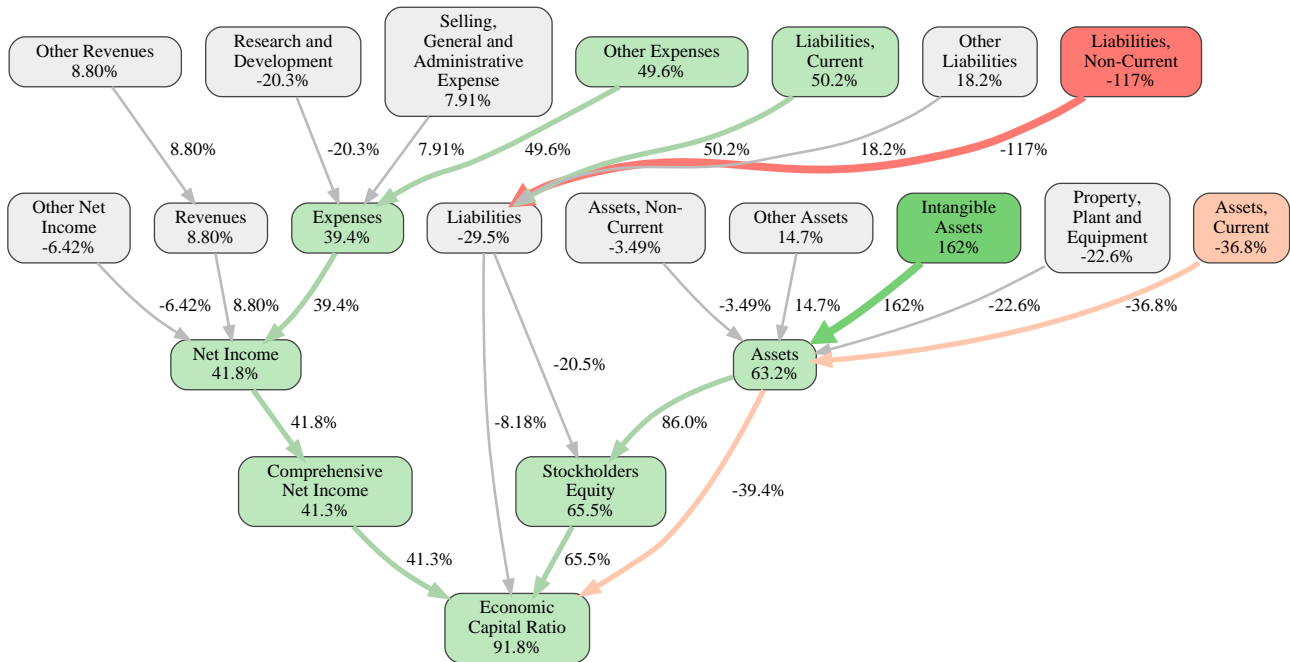 Other Revenues
8.80%
Research and
Development
-20.3%
Selling,
General and
Administrative
Expense
7.91%
Other Expenses
49.6%
Liabilities,
Current
50.2%
Other
Liabilities
18.2%
Liabilities,
Non-Current
-117%
8.80%
-20.3%
7.91%
49.6%
50.2%
18.2%
-117%
Other Net
Income
-6.42%
Revenues
8.80%
Expenses
39.4%
Liabilities
-29.5%
Assets, Non-
Current
-3.49%
Other Assets
14.7%
Intangible
Assets
162%
Property,
Plant and
Equipment
-22.6%
Assets,
Current
-36.8%
-6.42%
8.80%
39.4%
-3.49%
14.7%
162%
-22.6%
-36.8%
Net Income
41.8%
-20.5%
Assets
63.2%
41.8%
-8.18%
86.0%
Comprehensive
Net Income
41.3%
Stockholders
Equity
65.5%
-39.4%
41.3%
65.5%
Economic
Capital Ratio
91.8%